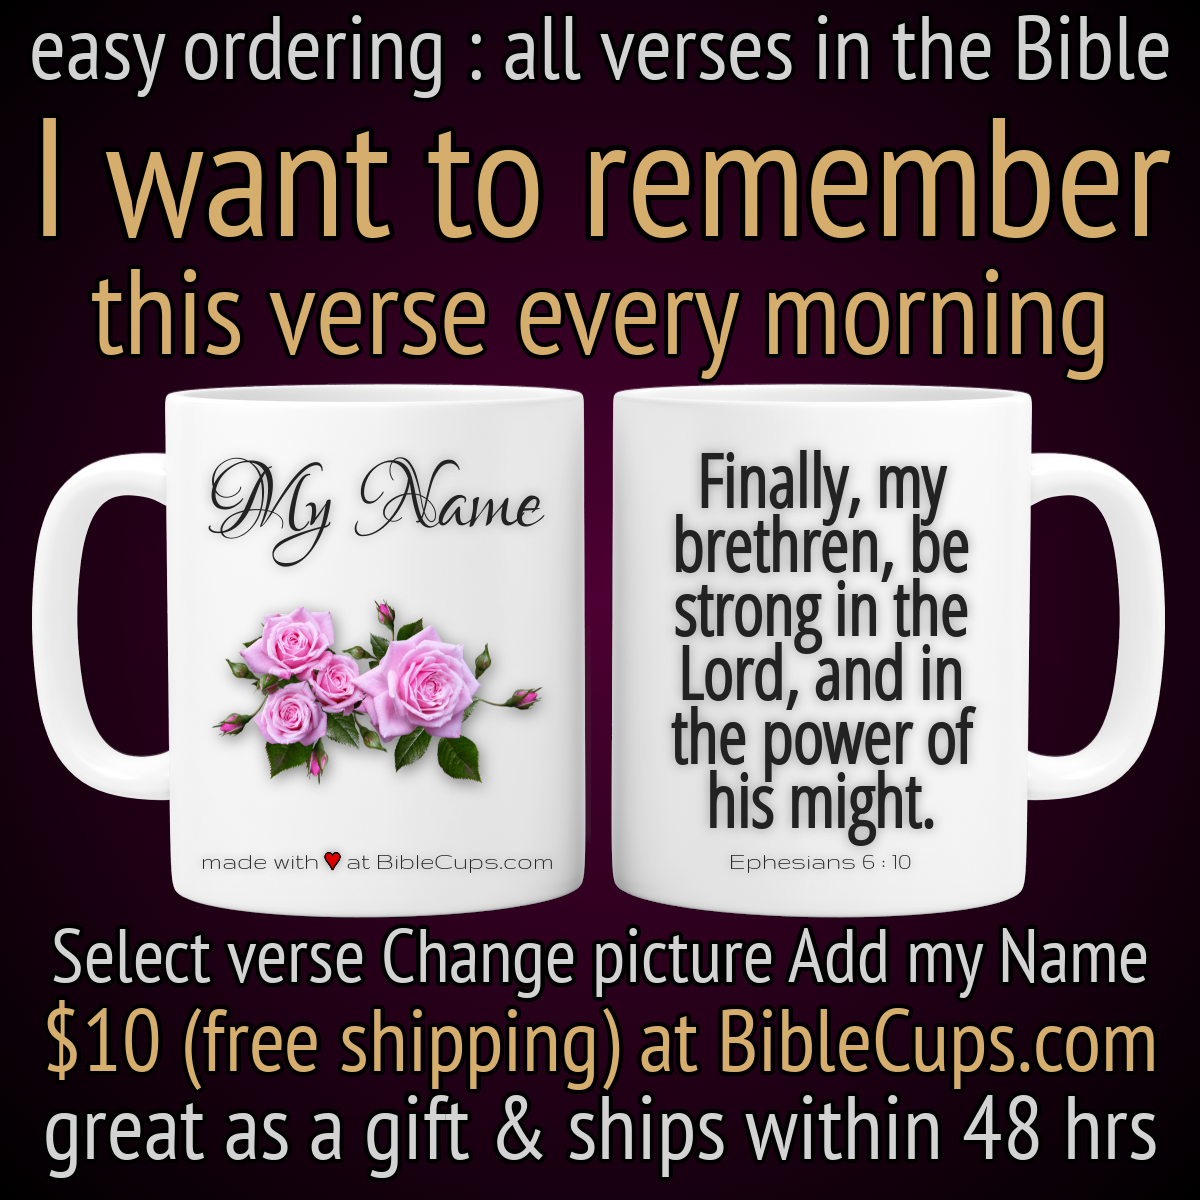 easy ordering : all verses in the Bible
I want to remember
this verse every morning
My Name
made with ♥ at BibleCups.com
Finally, my
brethren, be
strong in the
Lord, and in
the power of
his might.
Ephesians 6 : 10
Select verse Change picture Add my Name
$10 (free shipping) at BibleCups.com
great as a gift & ships within 48 hrs